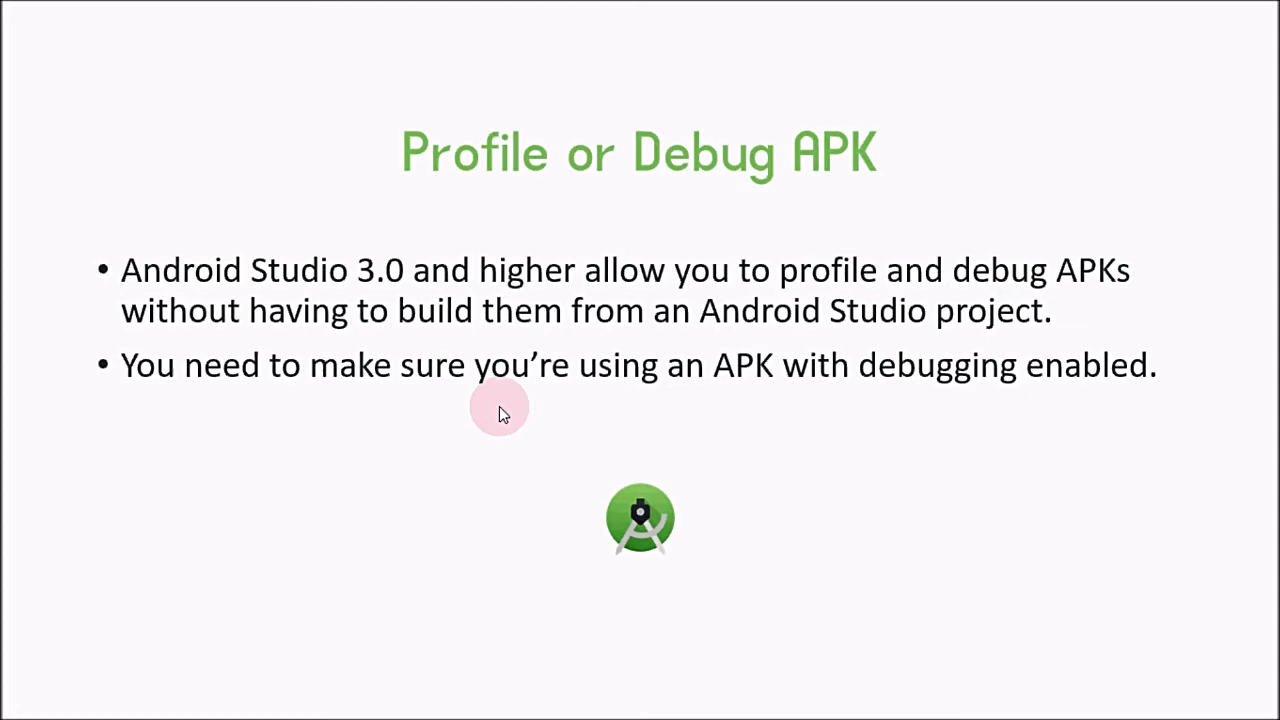 Profile or Debug APK
• Android Studio 3.0 and higher allow you to profile and debug APKs
without having to build them from an Android Studio project.
• You need to make sure you’re using an APK with debugging enabled.